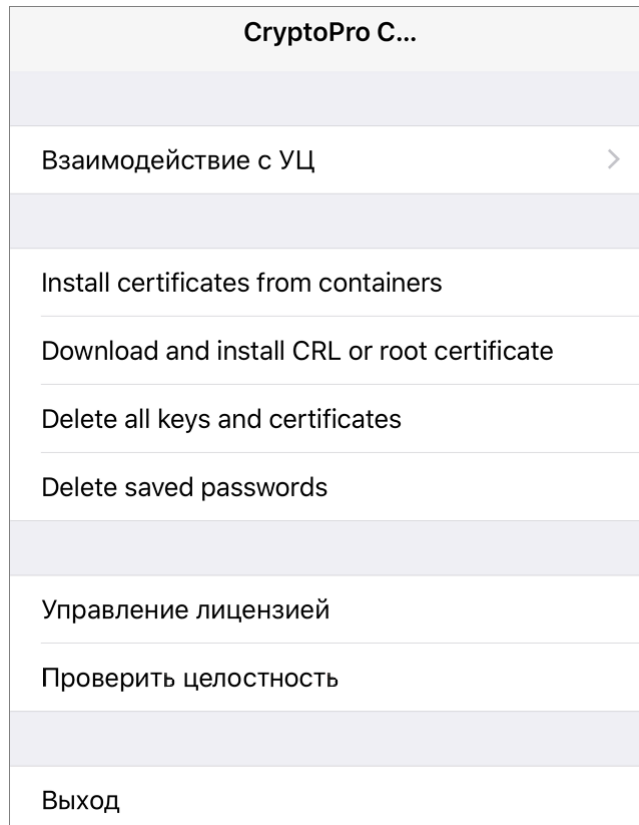 CryptoPro C...
Взаимодействие с УЦ
Install certificates from containers
Download and install CRL or root certificate
Delete all keys and certificates
Delete saved passwords
Управление лицензией
Проверить целостность
Выход